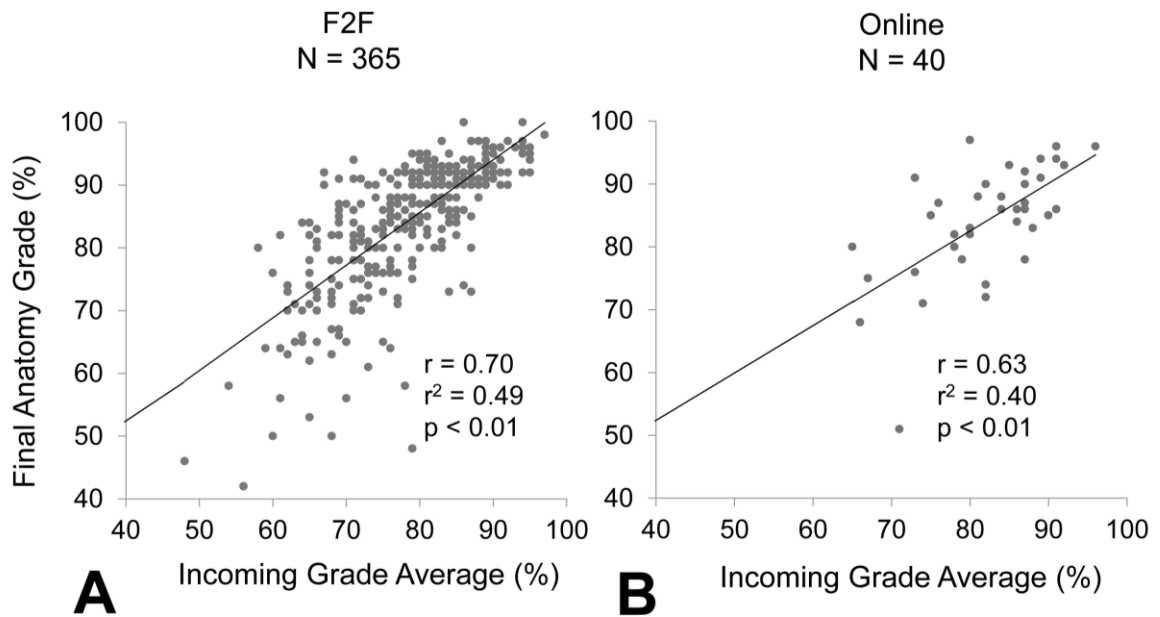 F2F
N = 365
Final Anatomy Grade (%)
100
90
80
70
60
50
40
r = 0.70
r² = 0.49
p < 0.01
40 50 60 70 80 90 100
Incoming Grade Average (%)
A
Online
N = 40
100
90
80
70
60
50
40
r = 0.63
r² = 0.40
p < 0.01
40 50 60 70 80 90 100
Incoming Grade Average (%)
B